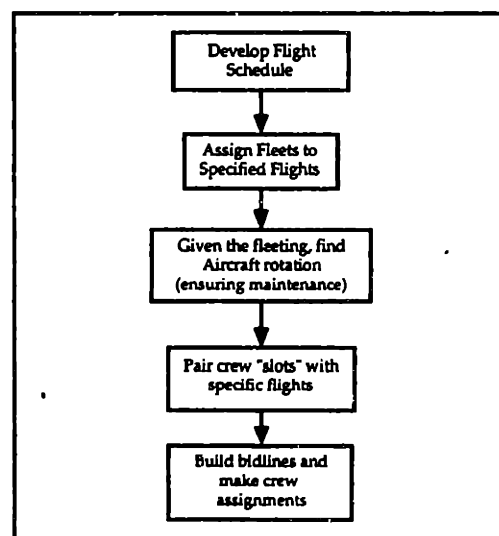 Develop Flight
Schedule
Assign Fleets to
Specified Flights
Given the fleeting, find
Aircraft rotation
(ensuring maintenance)
Pair crew "slots" with
specific flights
Build bidlines and
make crew
assignments